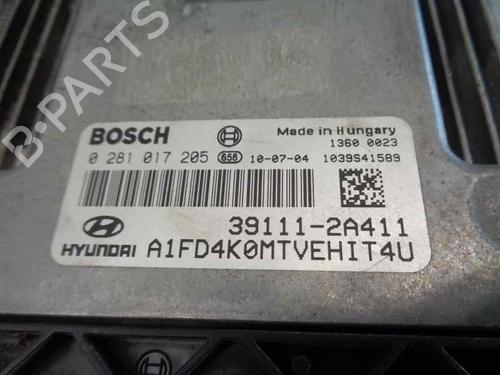 B-PARTS
BOSCH
Made in Hungary
1360 0023
0 281 017 205 656 10-07-04 1039S41589
39111-2A411
HYUNDAI A1FD4K0MTVEHIT4U